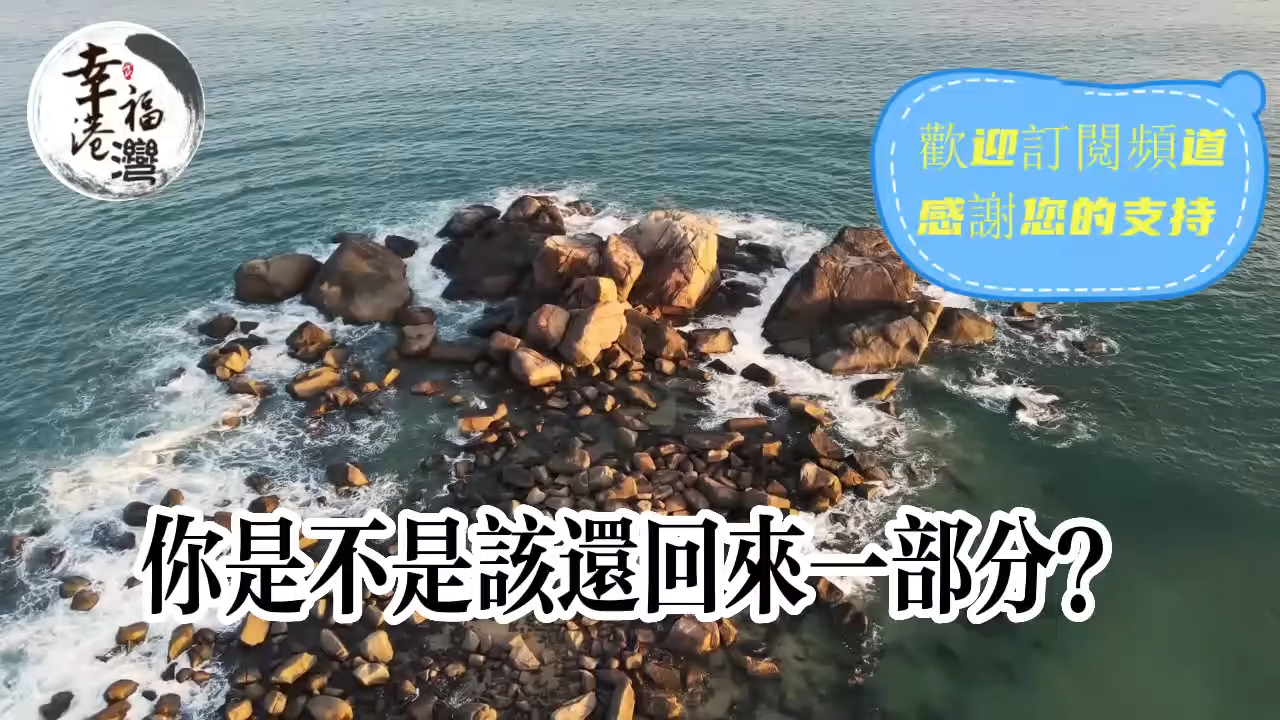 幸福
港灣
歡迎訂閱頻道
感謝您的支持
你是不是該還回來一部分?